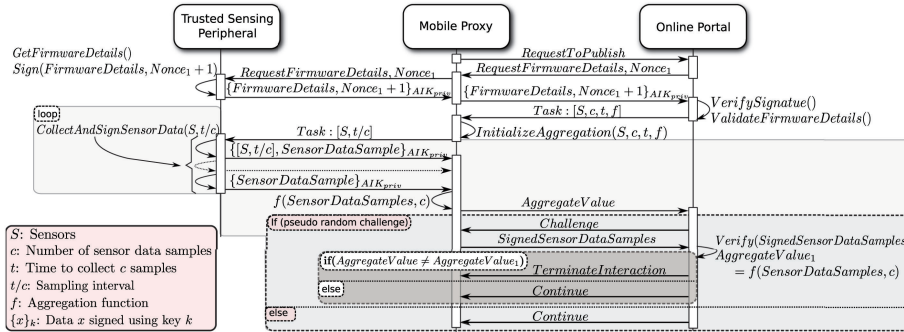 Trusted Sensing
Peripheral
Mobile Proxy
Online Portal
GetFirmwareDetails()
Sign(FirmwareDetails, Nonce₁+1)
RequestToPublish
RequestFirmwareDetails, Nonce₁
RequestFirmwareDetails, Nonce₁
{FirmwareDetails, Nonce₁ + 1}AIKpriv
{FirmwareDetails, Nonce₁ + 1}AIKpriv
VerifySignatue()
ValidateFirmwareDetails()
Task : [S, c, t, f]
InitializeAggregation(S, c, t, f)
loop
CollectAndSignSensorData(S, t/c)
Task : [S, t/c]
{[S, t/c], SensorDataSample}AIKpriv
{SensorDataSample}AIKpriv
f(SensorDataSamples, c)
AggregateValue
If (pseudo random challenge)
Challenge
SignedSensorDataSamples
Verify(SignedSensorDataSamples
AggregateValue₁
= f(SensorDataSamples, c)
if(AggregateValue ≠ AggregateValue₁)
TerminateInteraction
else
Continue
else
Continue
S: Sensors
c: Number of sensor data samples
t: Time to collect c samples
t/c: Sampling interval
f: Aggregation function
{x}k: Data x signed using key k